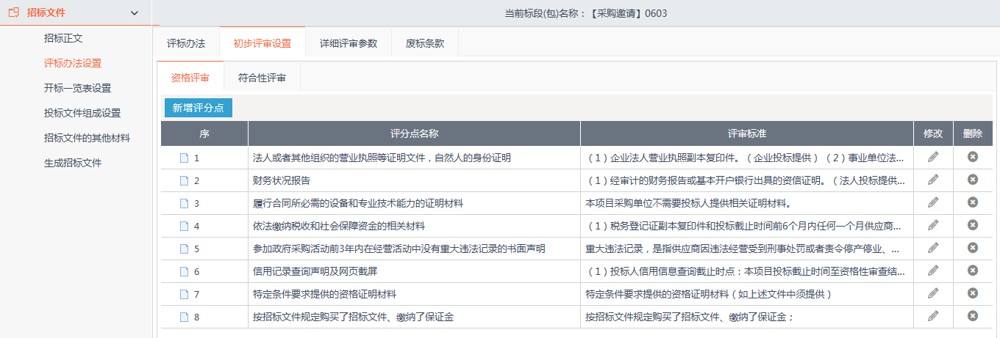 招标文件
当前标段(包)名称：【采购邀请】0603
招标正文
评标办法设置
开标一览表设置
投标文件组成设置
招标文件的其他材料
生成招标文件
评标办法 初步评审设置 详细评审参数 废标条款
资格评审 符合性评审
新增评分点
序 评分点名称 评审标准 修改 删除
1 法人或者其他组织的营业执照等证明文件，自然人的身份证明 （1）企业法人营业执照副本复印件。（企业投标提供）（2）事业单位法...
2 财务状况报告 （1）经审计的财务报告或基本开户银行出具的资信证明。（法人投标提供...
3 履行合同所必需的设备和专业技术能力的证明材料 本项目采购单位不需要投标人提供相关证明材料。
4 依法缴纳税收和社会保障资金的相关材料 （1）税务登记证副本复印件和投标截止时间前6个月内任何一个月供应商...
5 参加政府采购活动前3年内在经营活动中没有重大违法记录的书面声明 重大违法记录，是指供应商因违法经营受到刑事处罚或者责令停产停业、...
6 信用记录查询声明及网页截屏 （1）投标人信用信息查询截止时点：本项目投标截止时间至资格性审查结...
7 特定条件要求提供的资格证明材料 特定条件要求提供的资格证明材料（如上述文件中须提供）
8 按招标文件规定购买了招标文件、缴纳了保证金 按招标文件规定购买了招标文件、缴纳了保证金；